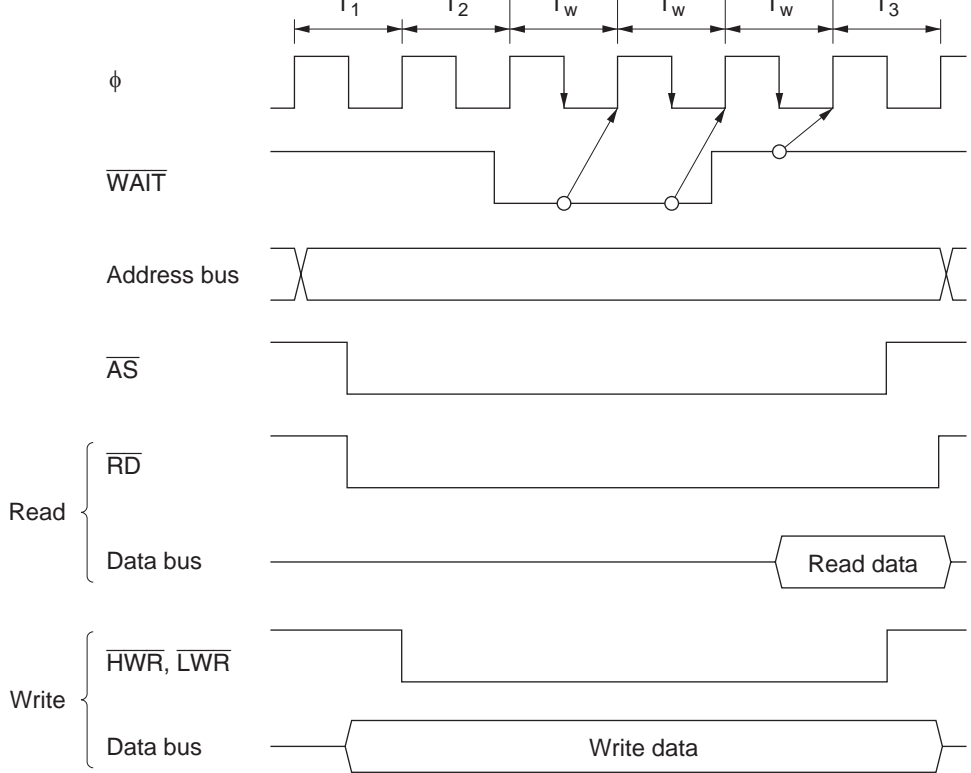 T1 T2 Tw Tw Tw T3
ϕ
WAIT
Address bus
AS
RD
Read
Data bus
Read data
HWR, LWR
Write
Data bus
Write data